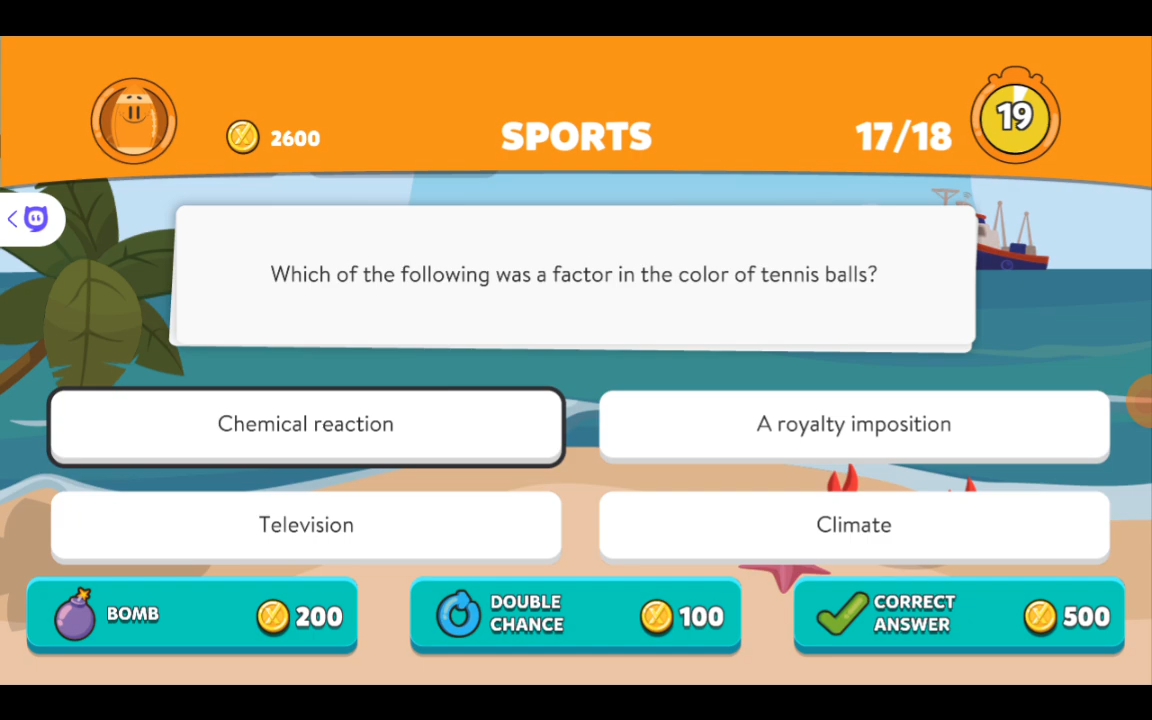 2600
SPORTS
17/18
19
Which of the following was a factor in the color of tennis balls?
Chemical reaction
A royalty imposition
Television
Climate
BOMB
200
DOUBLE
CHANCE
100
CORRECT
ANSWER
500